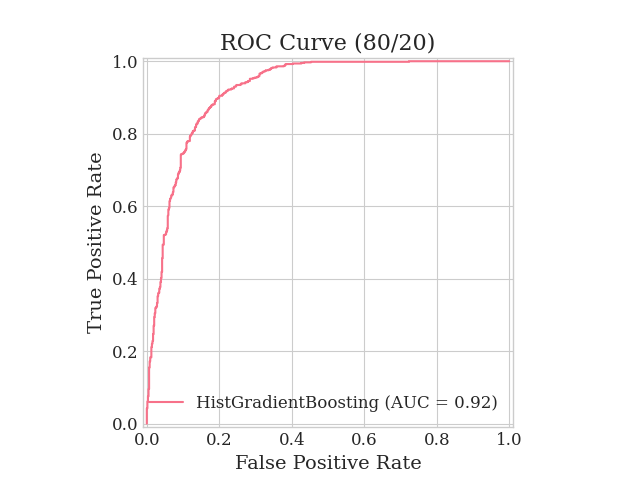 ROC Curve (80/20)
1.0
0.8
0.6
0.4
0.2
0.0
True Positive Rate
HistGradientBoosting (AUC = 0.92)
0.0 0.2 0.4 0.6 0.8 1.0
False Positive Rate